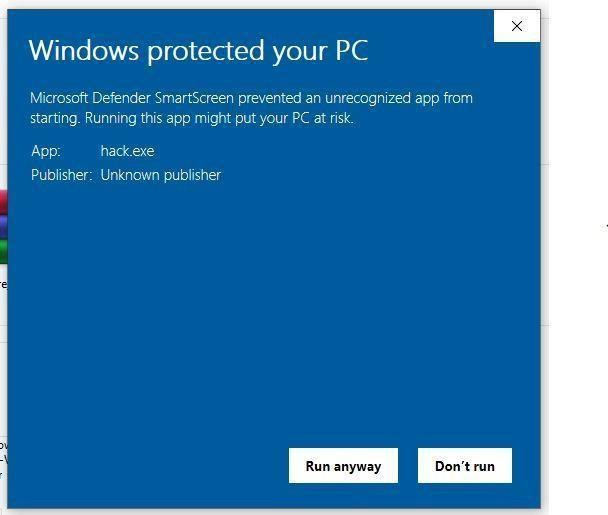 Windows protected your PC
Microsoft Defender SmartScreen prevented an unrecognized app from
starting. Running this app might put your PC at risk.
App: hack.exe
Publisher: Unknown publisher
Run anyway Don’t run